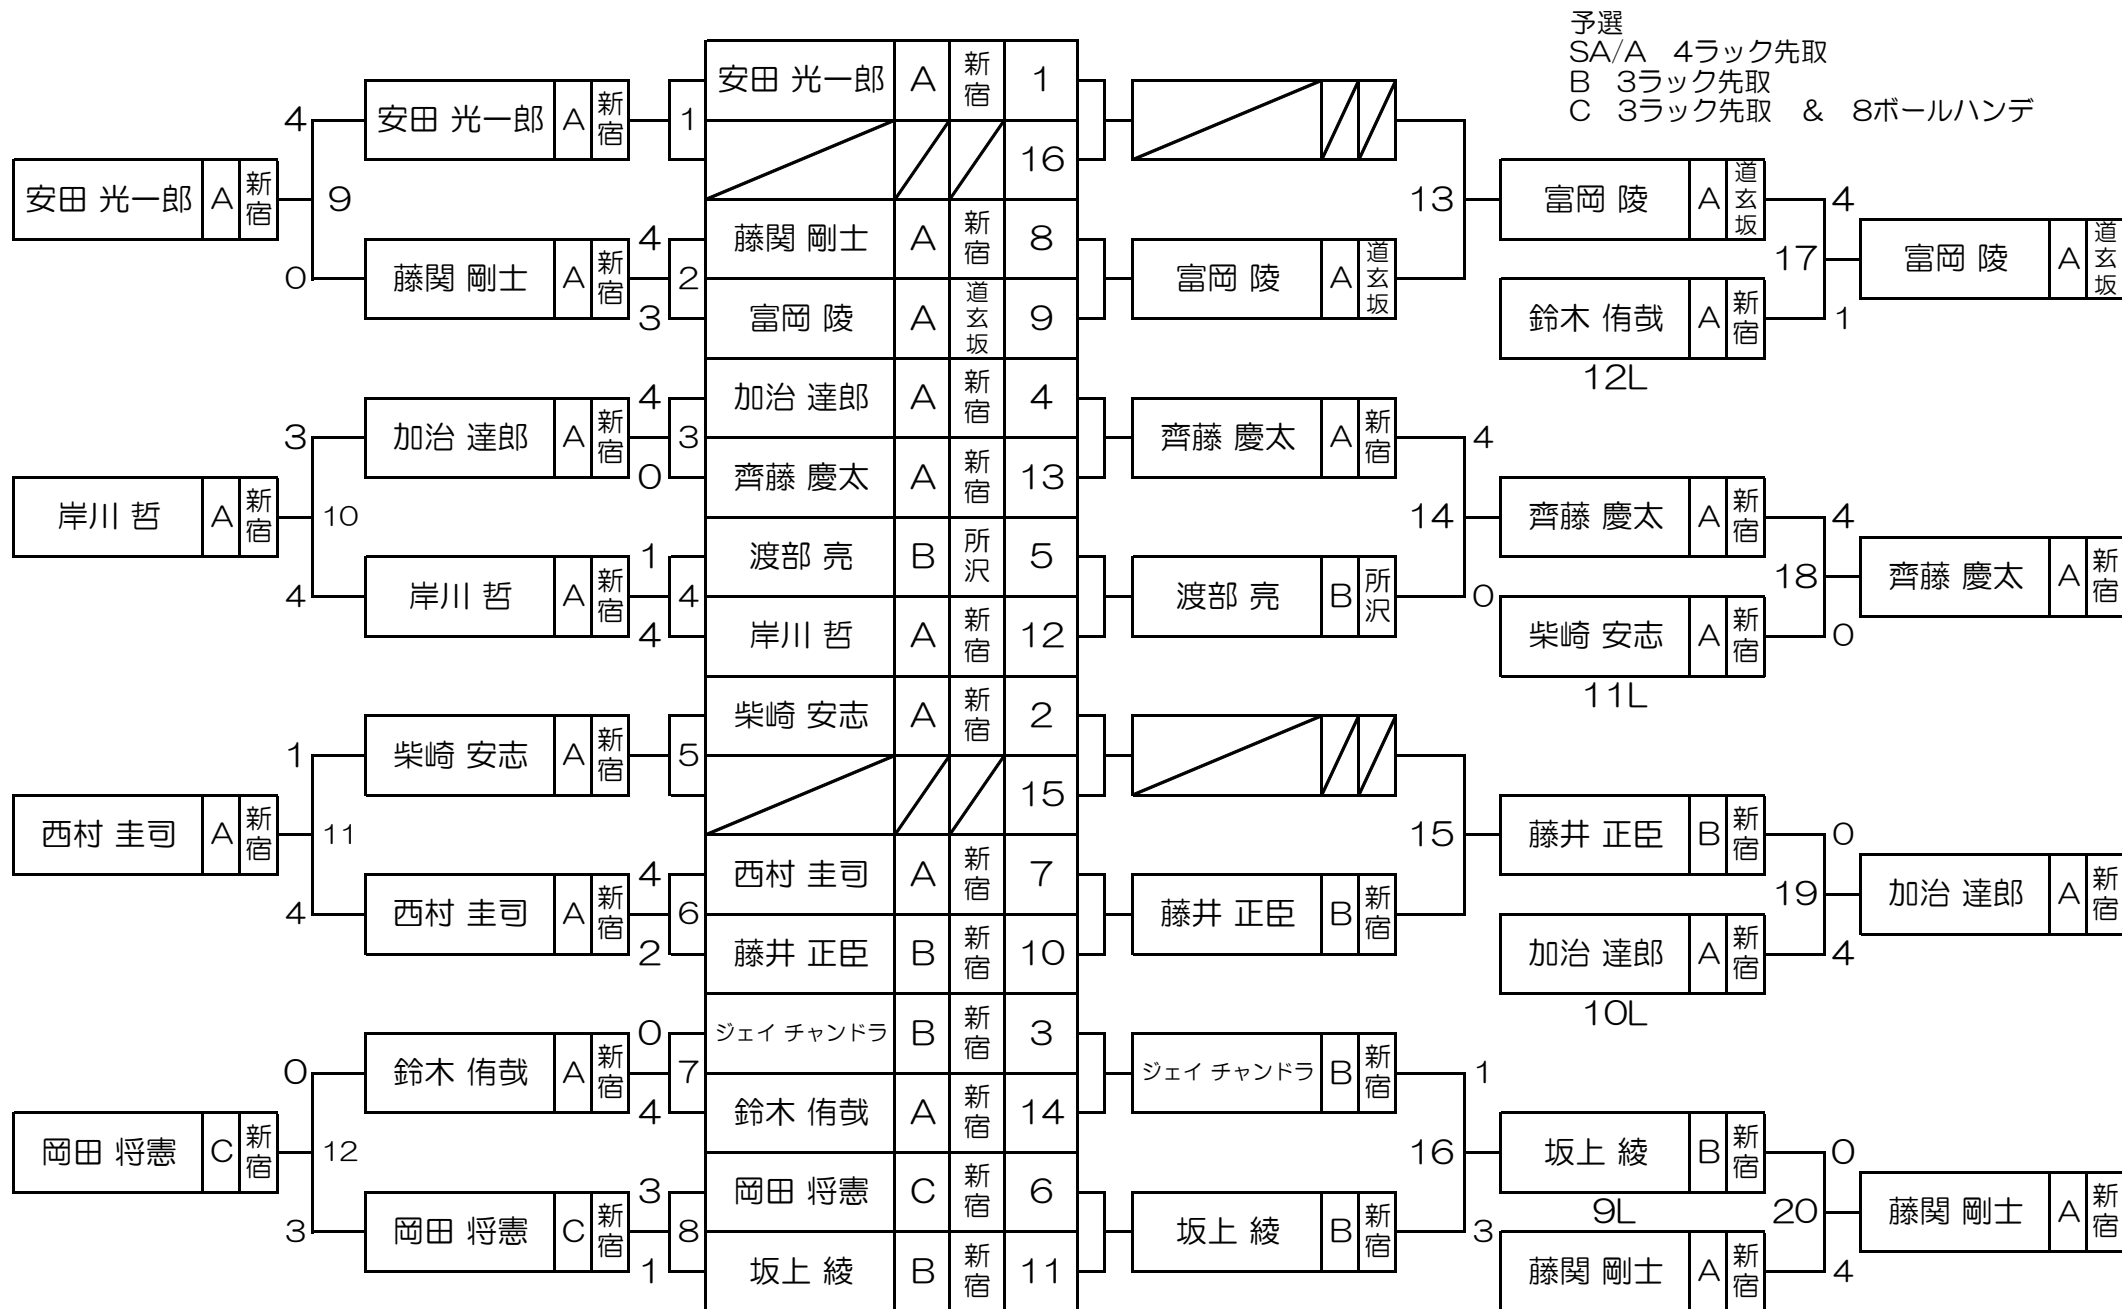 予選
SA/A 4ラック先取
B 3ラック先取
C 3ラック先取 & 8ボールハンデ
安田 光一郎 A 新宿
4
9
0
岸川 哲 A 新宿
3
10
4
西村 圭司 A 新宿
1
11
4
岡田 将憲 C 新宿
0
12
3
安田 光一郎 A 新宿
1
藤関 剛士 A 新宿
4
2
3
加治 達郎 A 新宿
4
3
0
岸川 哲 A 新宿
1
4
4
柴崎 安志 A 新宿
5
西村 圭司 A 新宿
4
6
2
鈴木 侑哉 A 新宿
0
7
4
岡田 将憲 C 新宿
3
8
1
安田 光一郎 A 新宿 1
16
藤関 剛士 A 新宿 8
富岡 陵 A 道玄坂 9
加治 達郎 A 新宿 4
齊藤 慶太 A 新宿 13
渡部 亮 B 所沢 5
岸川 哲 A 新宿 12
柴崎 安志 A 新宿 2
15
西村 圭司 A 新宿 7
藤井 正臣 B 新宿 10
ジェイ チャンドラ B 新宿 3
鈴木 侑哉 A 新宿 14
岡田 将憲 C 新宿 6
坂上 綾 B 新宿 11
富岡 陵 A 道玄坂
13
齊藤 慶太 A 新宿
4
14
渡部 亮 B 所沢
0
藤井 正臣 B 新宿
15
ジェイ チャンドラ B 新宿
1
16
坂上 綾 B 新宿
3
富岡 陵 A 道玄坂
4
17
鈴木 侑哉 A 新宿
1
12L
齊藤 慶太 A 新宿
4
18
柴崎 安志 A 新宿
0
11L
藤井 正臣 B 新宿
0
19
加治 達郎 A 新宿
4
10L
坂上 綾 B 新宿
0
9L
20
藤関 剛士 A 新宿
4
富岡 陵 A 道玄坂
齊藤 慶太 A 新宿
加治 達郎 A 新宿
藤関 剛士 A 新宿